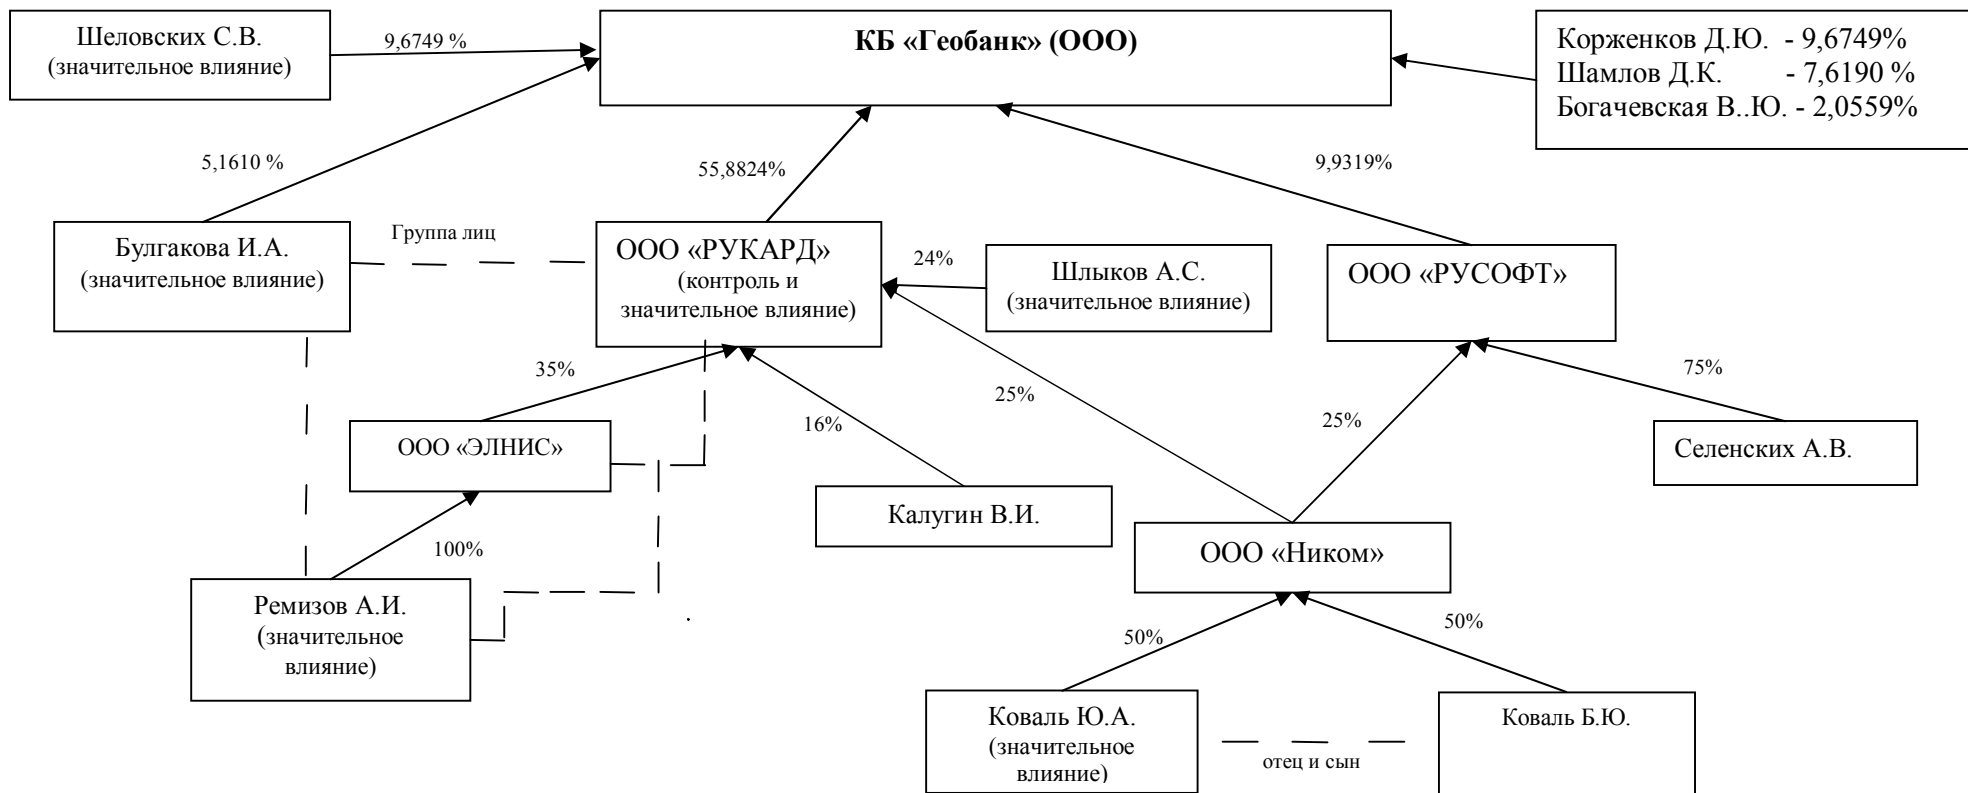 Шеловских С.В.
(значительное влияние)
9,6749 %
КБ «Геобанк» (ООО)
Корженков Д.Ю. - 9,6749%
Шамлов Д.К. - 7,6190 %
Богачевская В..Ю. - 2,0559%
5,1610 %
55,8824%
9,9319%
Булгакова И.А.
(значительное влияние)
Группа лиц
ООО «РУКАРД»
(контроль и
значительное влияние)
24%
Шлыков А.С.
(значительное влияние)
ООО «РУСОФТ»
35%
16%
25%
25%
75%
ООО «ЭЛНИС»
Калугин В.И.
Селенских А.В.
100%
ООО «Ником»
Ремизов А.И.
(значительное
влияние)
50%
50%
Коваль Ю.А.
(значительное
влияние)
отец и сын
Коваль Б.Ю.